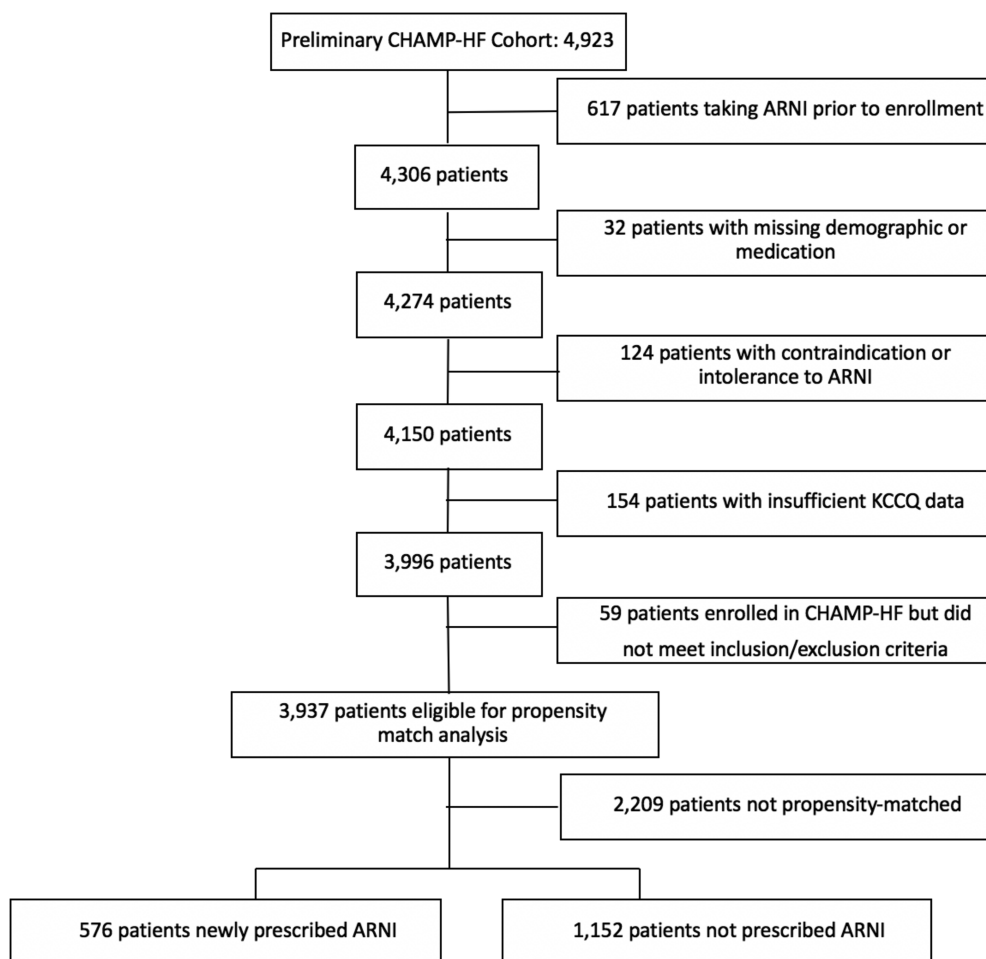 Preliminary CHAMP-HF Cohort: 4,923
617 patients taking ARNI prior to enrollment
4,306 patients
32 patients with missing demographic or
medication
4,274 patients
124 patients with contraindication or
intolerance to ARNI
4,150 patients
154 patients with insufficient KCCQ data
3,996 patients
59 patients enrolled in CHAMP-HF but did
not meet inclusion/exclusion criteria
3,937 patients eligible for propensity
match analysis
2,209 patients not propensity-matched
576 patients newly prescribed ARNI
1,152 patients not prescribed ARNI